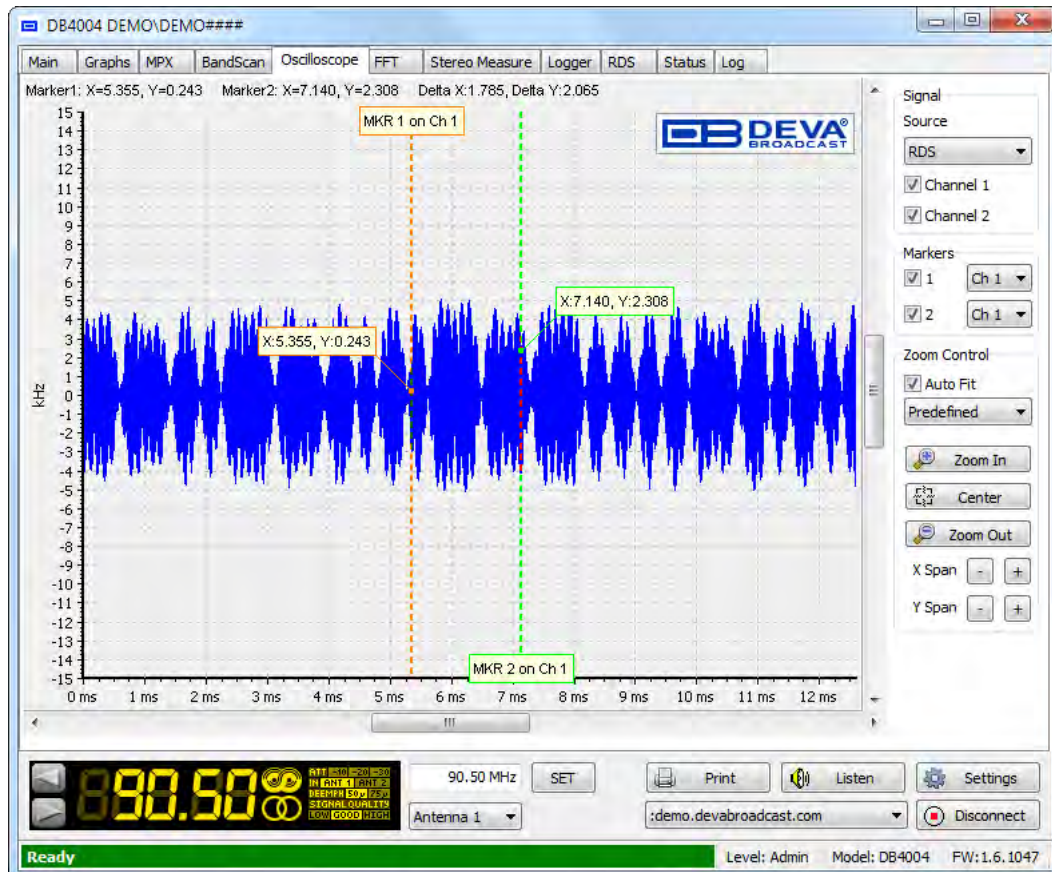 DB4004 DEMO\DEMO####
Main Graphs MPX BandScan Oscilloscope FFT Stereo Measure Logger RDS Status Log
Marker1: X=5.355, Y=0.243 Marker2: X=7.140, Y=2.308 Delta X:1.785, Delta Y:2.065
MKR 1 on Ch 1
DEVA®
BROADCAST
kHz
15
14
13
12
11
10
9
8
7
6
5
4
3
2
1
0
-1
-2
-3
-4
-5
-6
-7
-8
-9
-10
-11
-12
-13
-14
-15
X:7.140, Y:2.308
X:5.355, Y:0.243
MKR 2 on Ch 1
0 ms 1 ms 2 ms 3 ms 4 ms 5 ms 6 ms 7 ms 8 ms 9 ms 10 ms 11 ms 12 ms
Signal
Source
RDS
Channel 1
Channel 2
Markers
1 Ch 1
2 Ch 1
Zoom Control
Auto Fit
Predefined
Zoom In
Center
Zoom Out
X Span - +
Y Span - +
90.50
ATT -10 -20 -30
IN ANT 1 ANT 2
DEEMPH 50µ 75µ
SIGNAL QUALITY
LOW GOOD HIGH
90.50 MHz SET Print Listen Settings
Antenna 1 :demo.devabroadcast.com Disconnect
Ready Level: Admin Model: DB4004 FW:1.6.1047